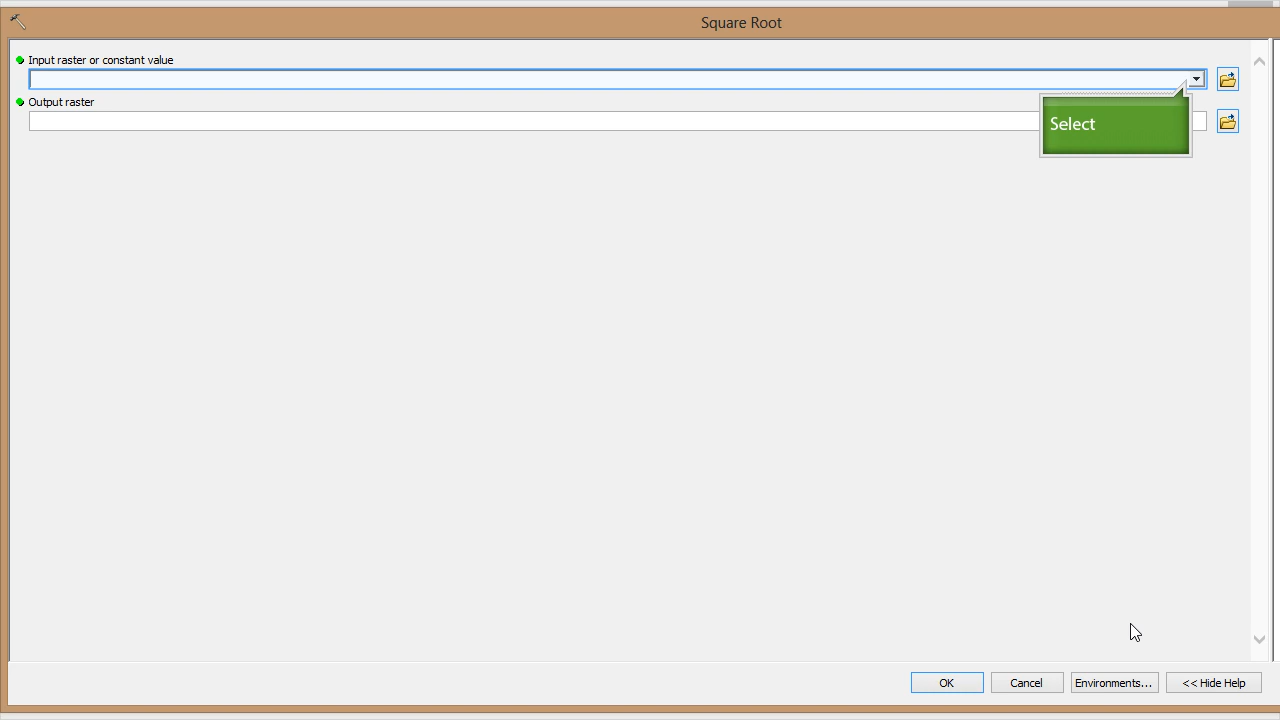 Square Root
Input raster or constant value
Output raster
Select
OK
Cancel
Environments...
<< Hide Help